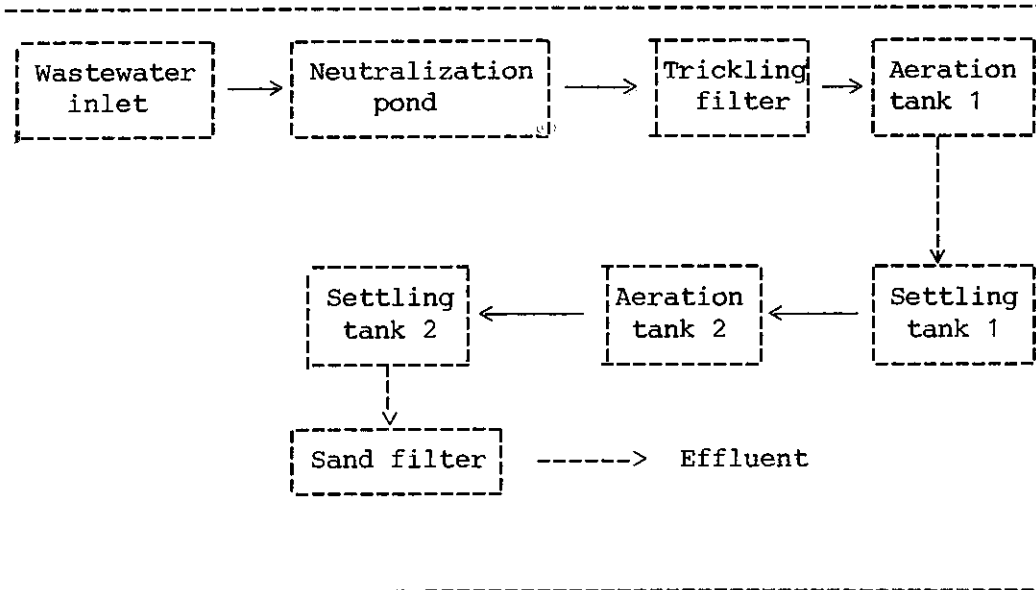 Wastewater
inlet
Neutralization
pond
Trickling
filter
Aeration
tank 1
Settling
tank 2
Aeration
tank 2
Settling
tank 1
Sand filter
Effluent